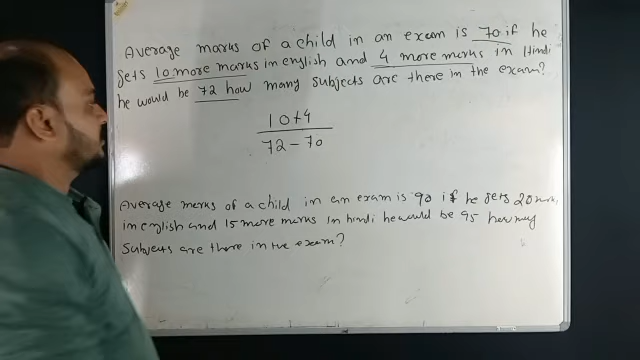 Average marks of a child in an exam is 70 if he
gets 10 more marks in english and 4 more marks in Hindi
he would be 72 how many subjects are there in the exam?
10+4
72-70
Average marks of a child in an exam is 90 if he gets 20
in english and 15 more marks in hindi he would be 95 how many
subjects are there in the exam?